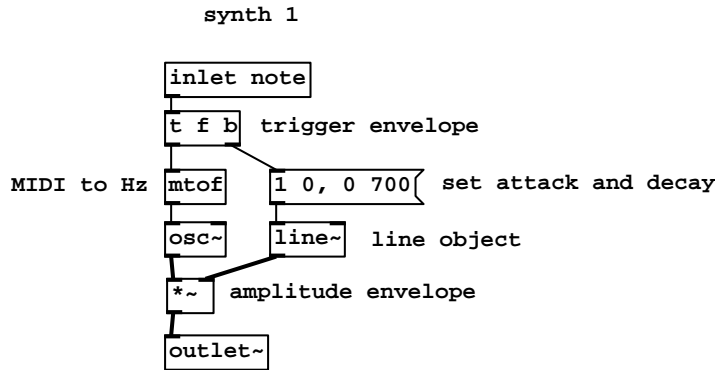 synth 1
inlet note
t f b trigger envelope
MIDI to Hz mtof 1 0, 0 700 set attack and decay
osc~ line~ line object
*~ amplitude envelope
outlet~